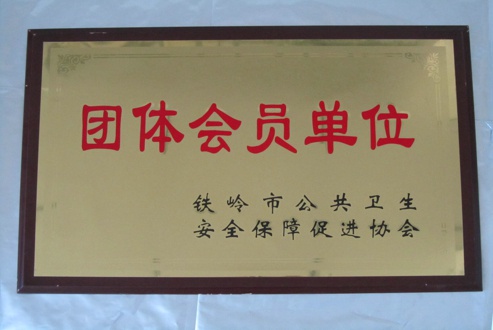 团体会员单位
铁岭市公共卫生
安全保障促进协会